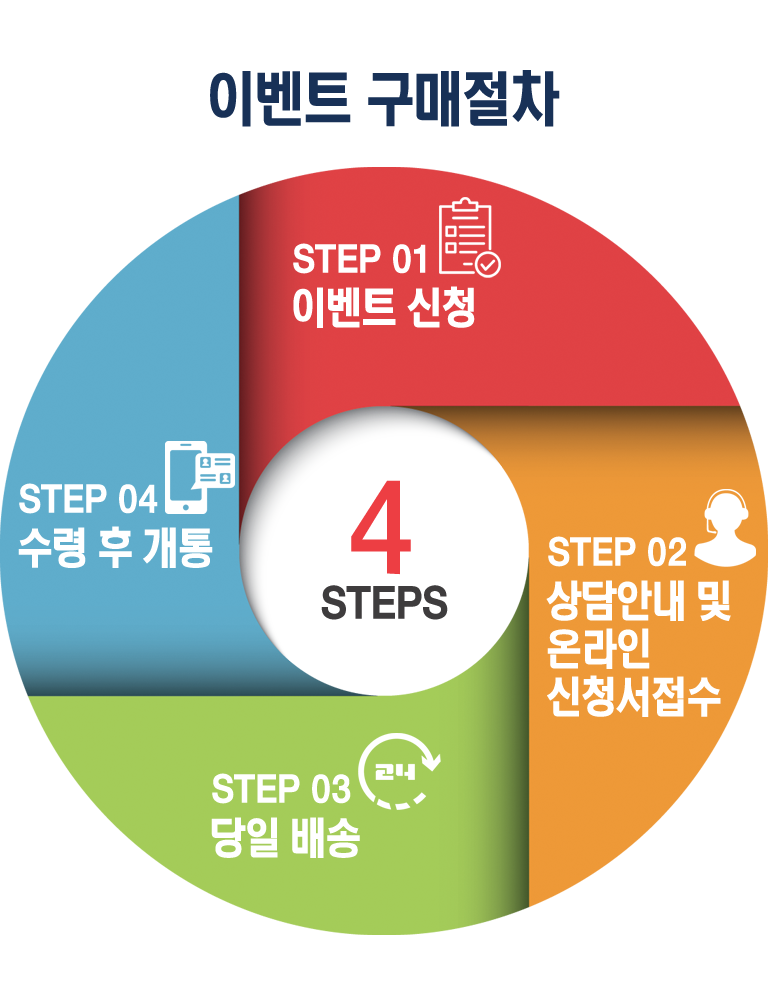 이벤트 구매절차
STEP 01
이벤트 신청
STEP 02
상담안내 및
온라인
신청서접수
STEP 03
24
당일 배송
STEP 04
수령 후 개통
4
STEPS